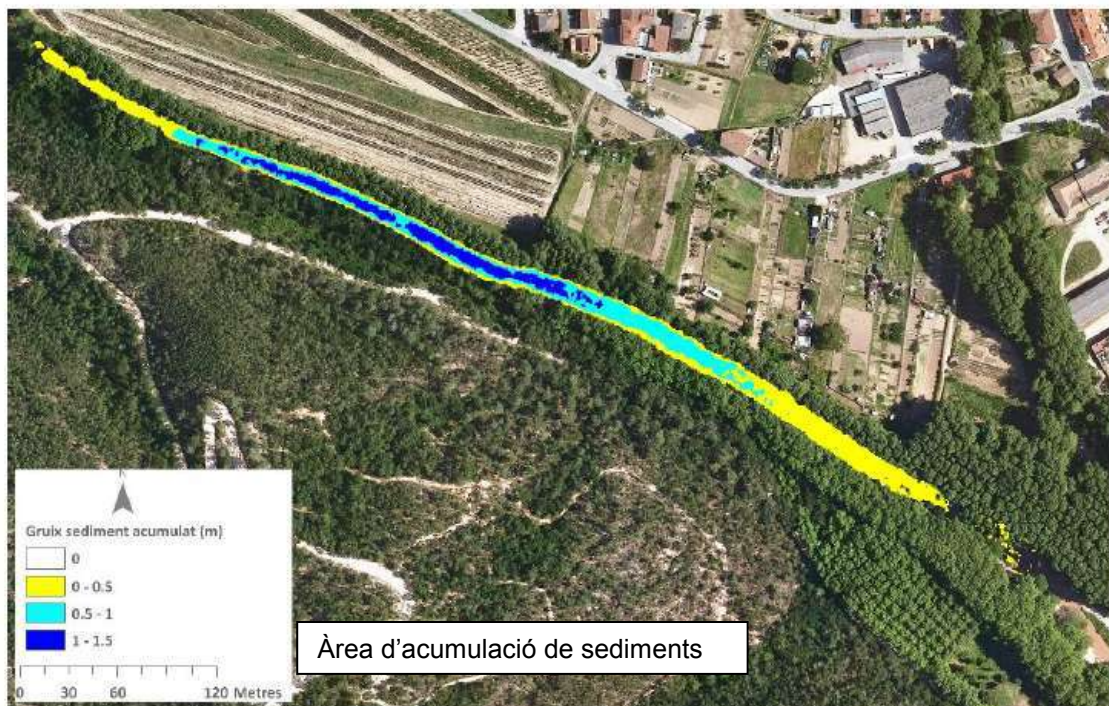 Gruix sediment acumulat (m)
0
0 - 0.5
0.5 - 1
1 - 1.5
0 30 60 120 Metres
Àrea d’acumulació de sediments